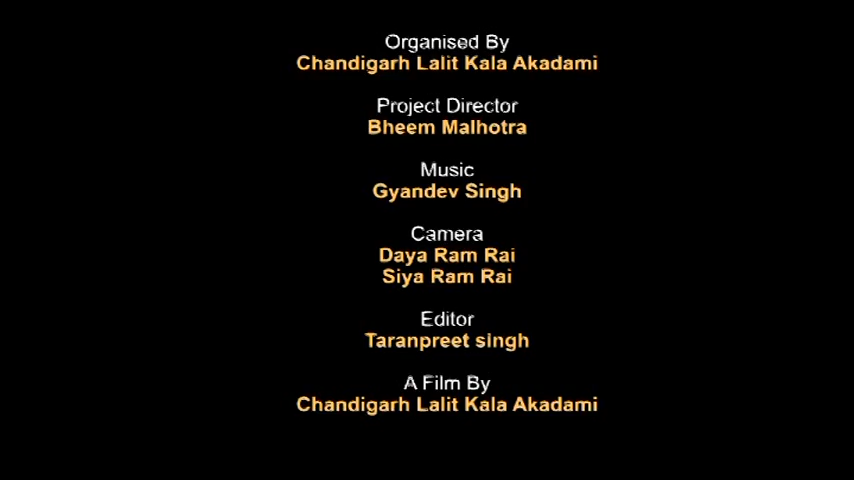 Organised By
Chandigarh Lalit Kala Akadami
Project Director
Bheem Malhotra
Music
Gyandev Singh
Camera
Daya Ram Rai
Siya Ram Rai
Editor
Taranpreet singh
A Film By
Chandigarh Lalit Kala Akadami